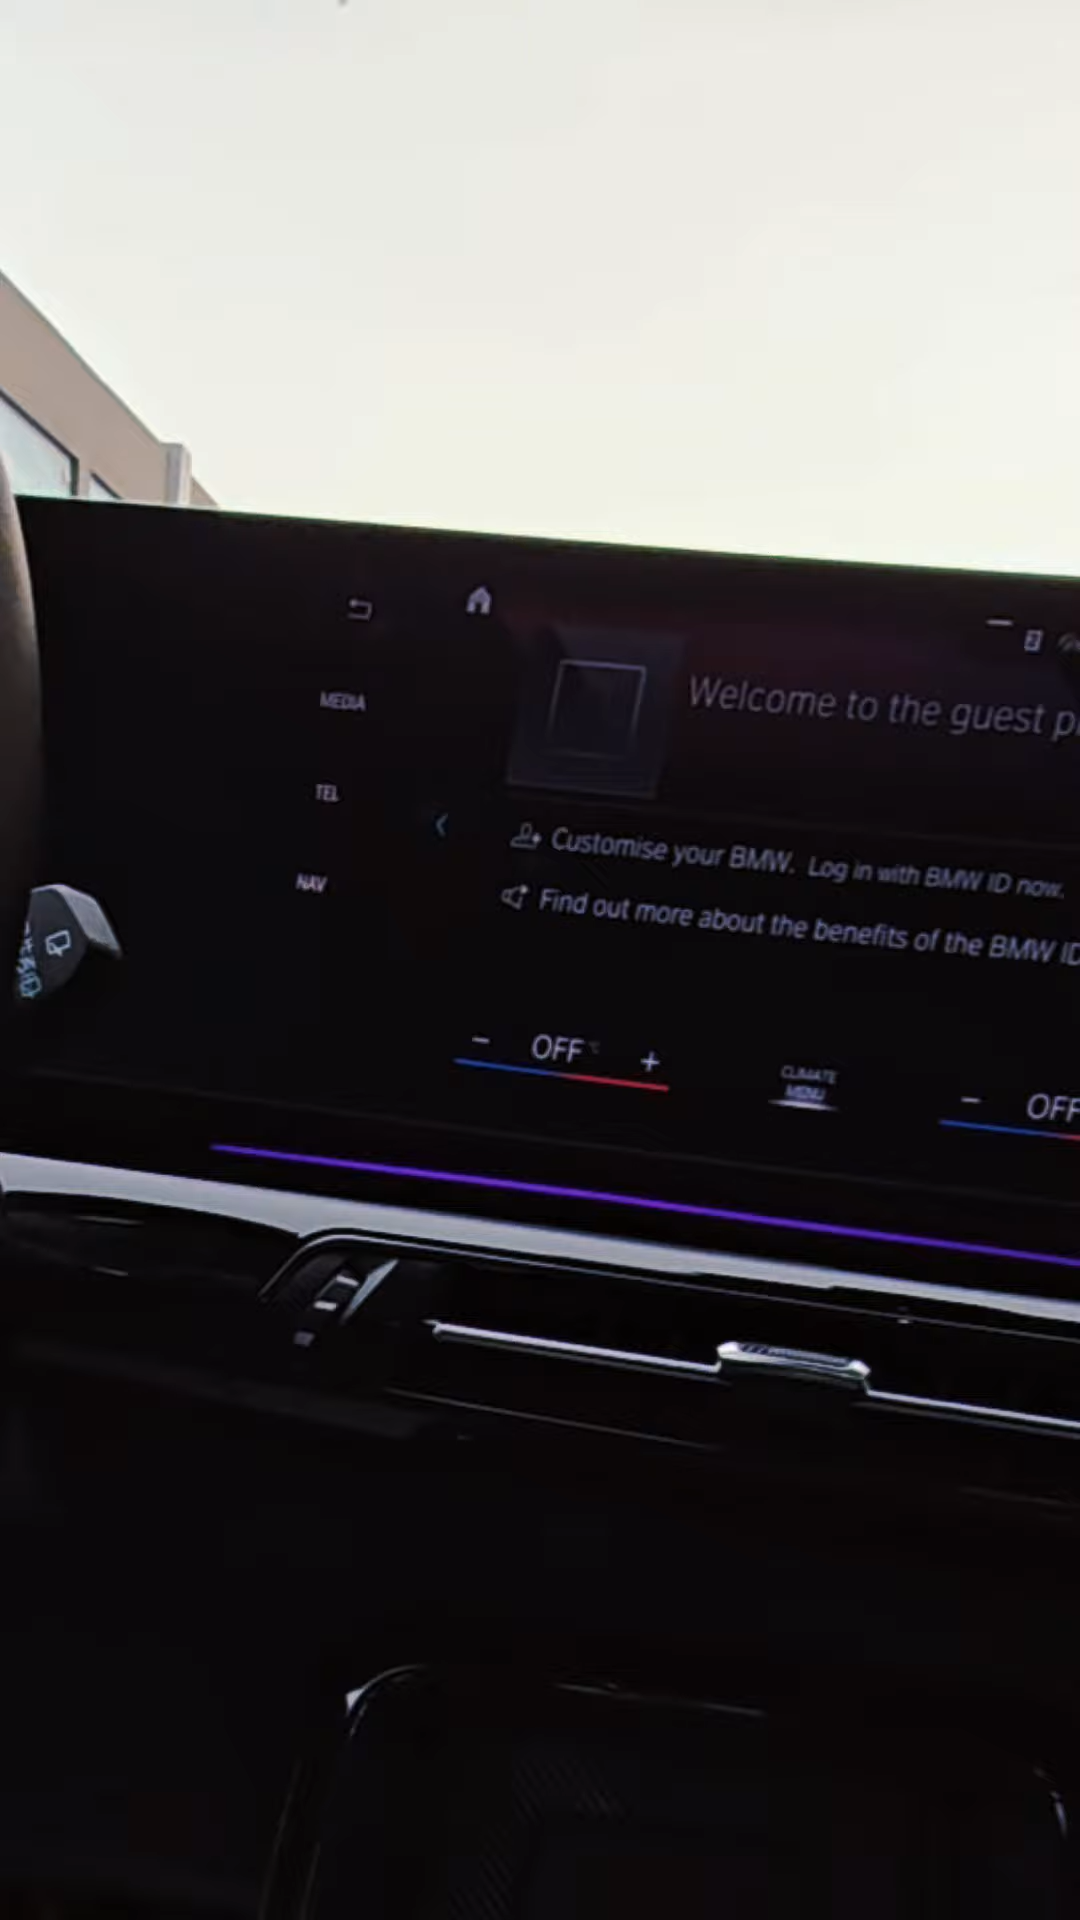 Welcome to the guest
MEDIA
TEL
NAV
Customise your BMW. Log in with BMW ID now.
Find out more about the benefits of the BMW ID
- OFF +
CLIMATE
MENU
- OFF